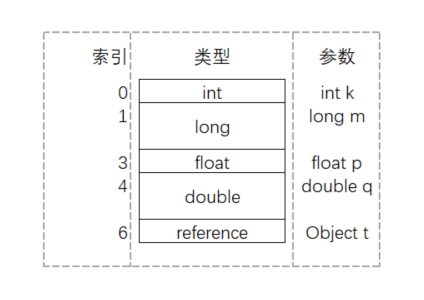 索引 类型 参数
0 int int k
1 long long m
3 float float p
4 double double q
6 reference Object t